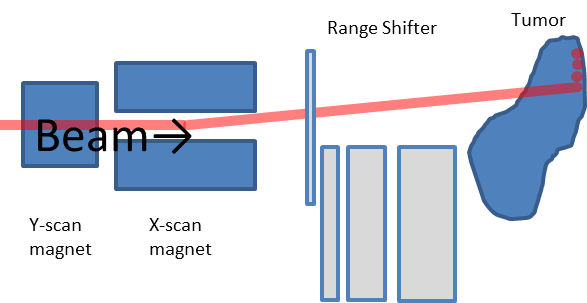 Range Shifter
Tumor
Beam→
Y-scan
magnet
X-scan
magnet